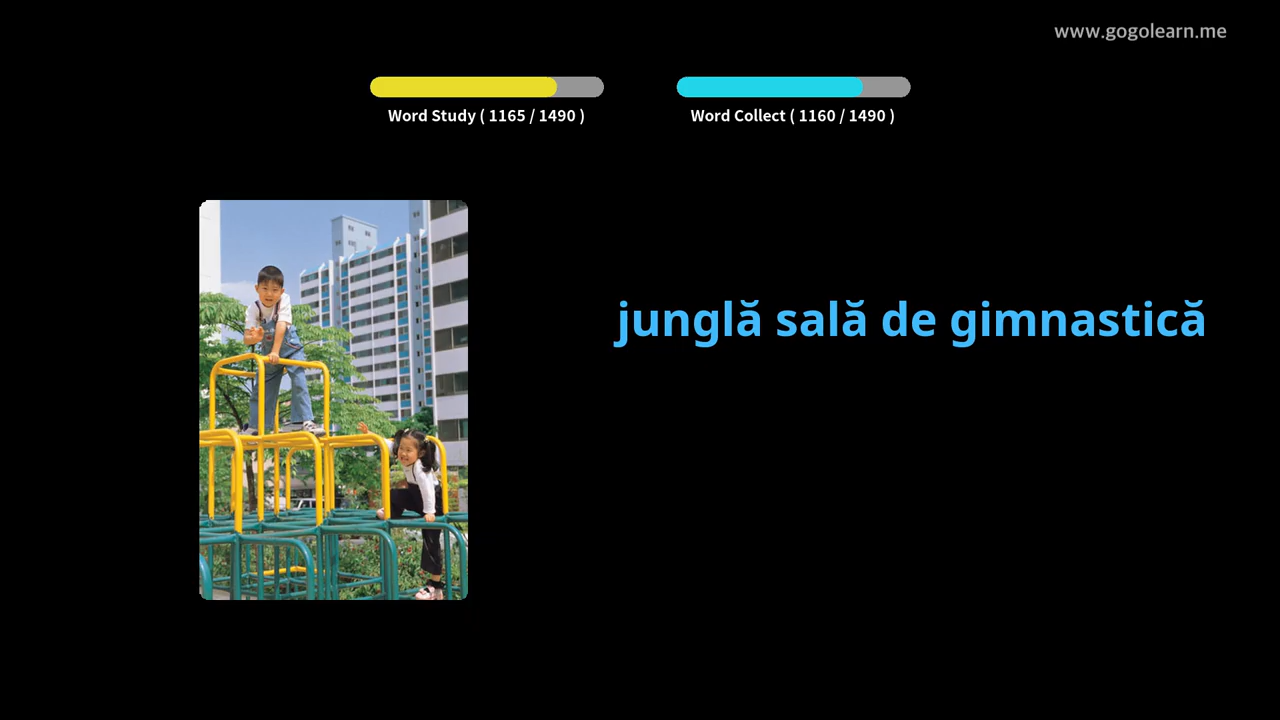 www.gogolearn.me
Word Study ( 1165 / 1490 )
Word Collect ( 1160 / 1490 )
junglă sală de gimnastică